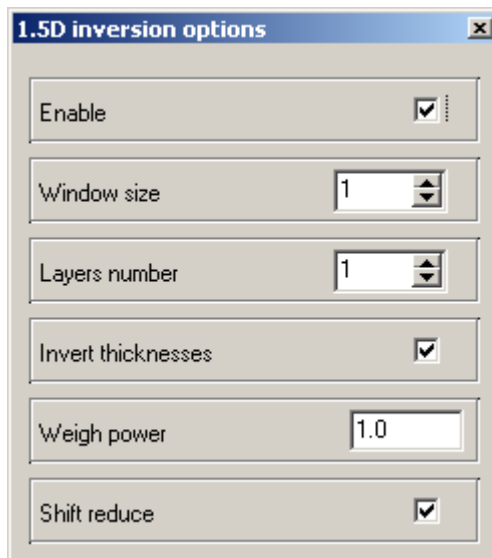 1.5D inversion options
Enable
Window size 1
Layers number 1
Invert thicknesses
Weigh power 1.0
Shift reduce